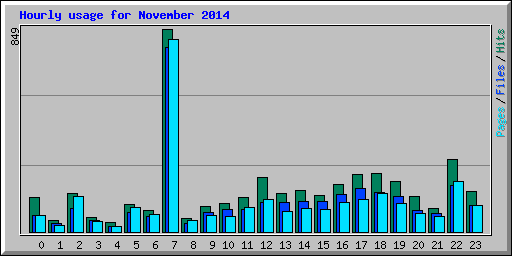 Hourly usage for November 2014
849
Pages / Files / Hits
0 1 2 3 4 5 6 7 8 9 10 11 12 13 14 15 16 17 18 19 20 21 22 23